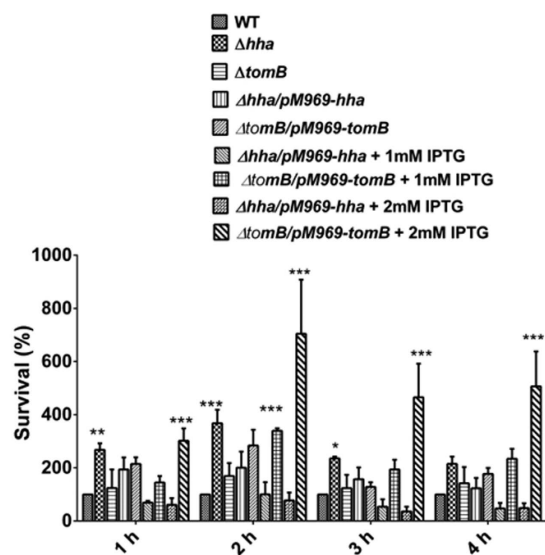 WT
Δhha
ΔtomB
Δhha/pM969-hha
ΔtomB/pM969-tomB
Δhha/pM969-hha + 1mM IPTG
ΔtomB/pM969-tomB + 1mM IPTG
Δhha/pM969-hha + 2mM IPTG
ΔtomB/pM969-tomB + 2mM IPTG
Survival (%)
1000
800
600
400
200
0
** ***
*** *** ***
* ***
***
1 h
2 h
3 h
4 h